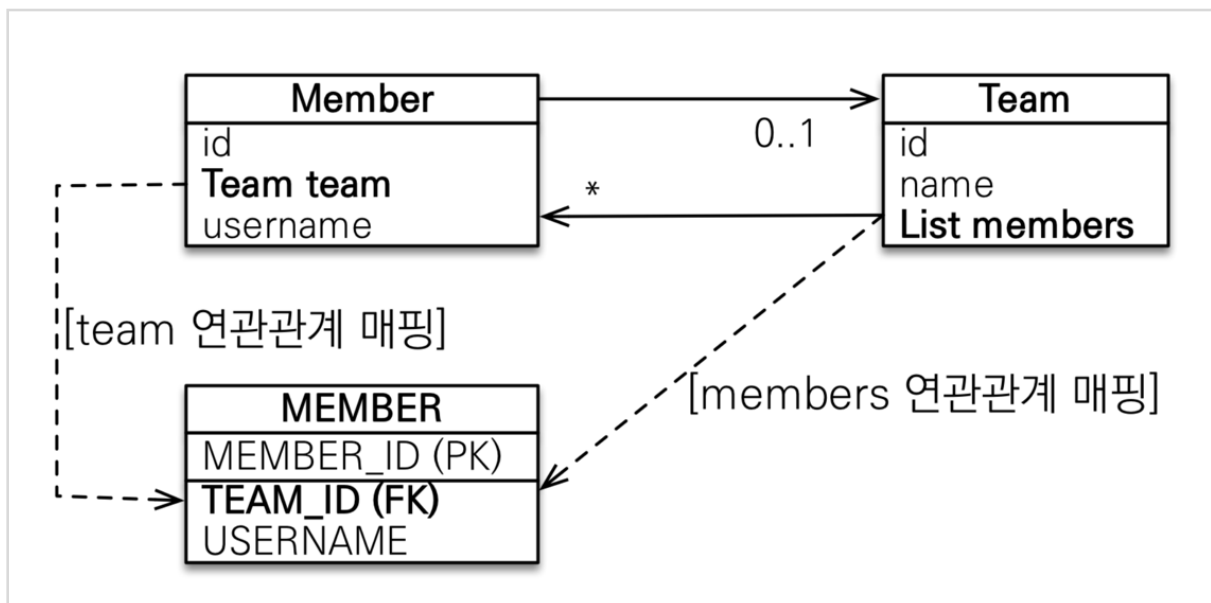 Member
id
Team team
username
0..1
*
Team
id
name
List members
[team 연관관계 매핑]
[members 연관관계 매핑]
MEMBER
MEMBER_ID (PK)
TEAM_ID (FK)
USERNAME